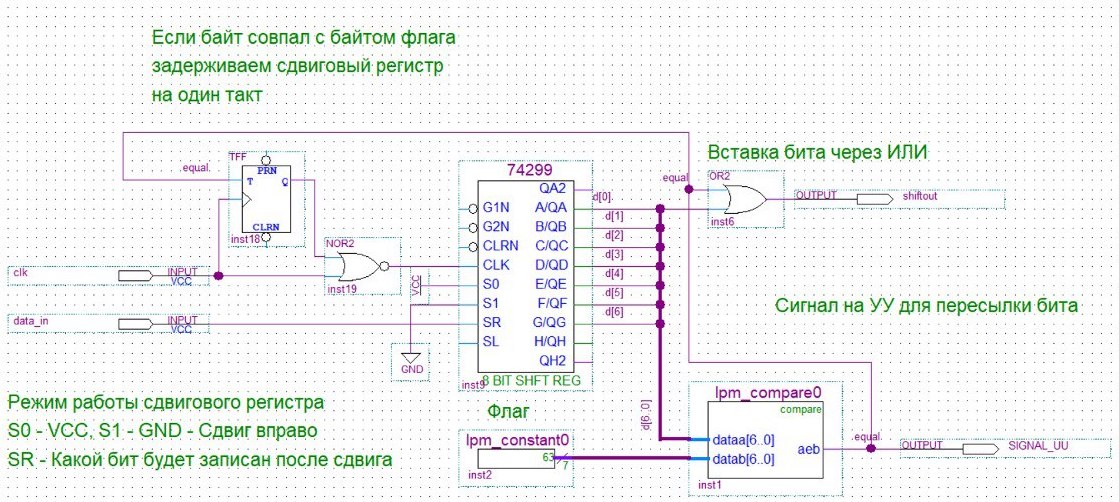 Если байт совпал с байтом флага
задерживаем сдвиговый регистр
на один такт
TFF
equal
PRN
T
Q
CLRN
inst18
NOR2
inst19
clk
INPUT
VCC
data_in
INPUT
VCC
VCC
GND
74299
QA2
G1N
A/QA
G2N
B/QB
CLRN
C/QC
CLK
D/QD
S0
E/QE
S1
F/QF
SR
G/QG
SL
H/QH
QH2
inst9
8 BIT SHFT REG
d[0]
d[1]
d[2]
d[3]
d[4]
d[5]
d[6]
d[6..0]
Вставка бита через ИЛИ
OR2
equal
inst6
OUTPUT
shiftout
Сигнал на УУ для пересылки бита
Режим работы сдвигового регистра
S0 - VCC, S1 - GND - Сдвиг вправо
SR - Какой бит будет записан после сдвига
Флаг
lpm_constant0
63
7
inst2
lpm_compare0
compare
dataa[6..0]
datab[6..0]
aeb
inst1
equal
OUTPUT
SIGNAL_UU